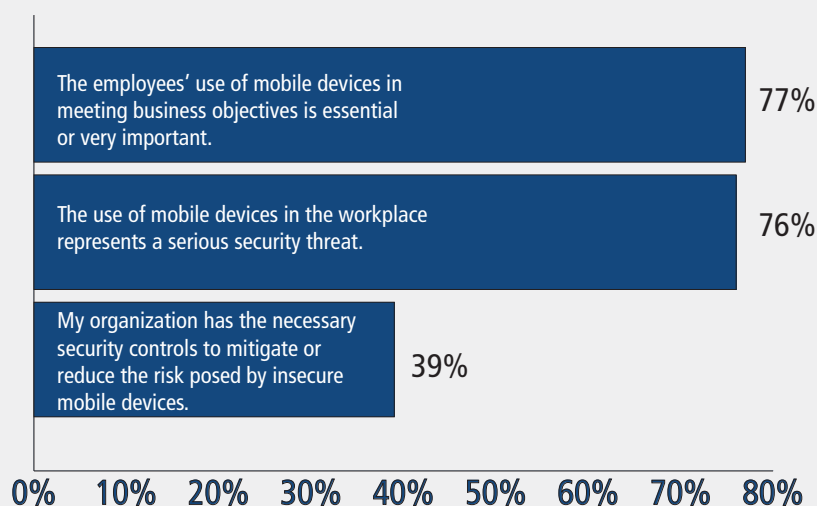 The employees’ use of mobile devices in
meeting business objectives is essential
or very important.
77%
The use of mobile devices in the workplace
represents a serious security threat.
76%
My organization has the necessary
security controls to mitigate or
reduce the risk posed by insecure
mobile devices.
39%
0% 10% 20% 30% 40% 50% 60% 70% 80%